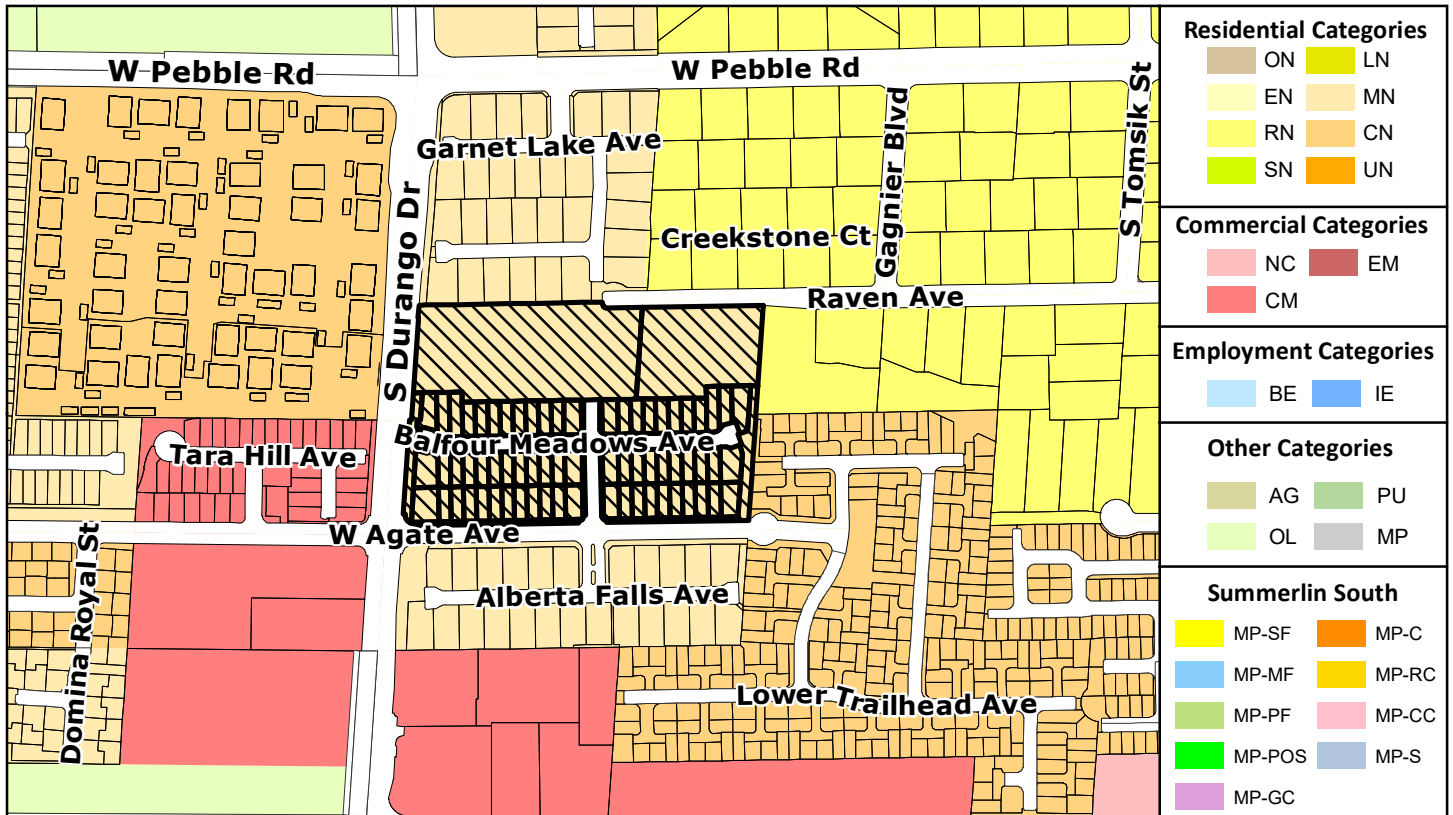 W Pebble Rd
W Pebble Rd
S Tomsik St
Gagnier Blvd
Garnet Lake Ave
S Durango Dr
Creekstone Ct
Raven Ave
Balfour Meadows Ave
Tara Hill Ave
W Agate Ave
Domina Royal St
Alberta Falls Ave
Lower Trailhead Ave
Residential Categories
ON LN
EN MN
RN CN
SN UN
Commercial Categories
NC EM
CM
Employment Categories
BE IE
Other Categories
AG PU
OL MP
Summerlin South
MP-SF MP-C
MP-MF MP-RC
MP-PF MP-CC
MP-POS MP-S
MP-GC